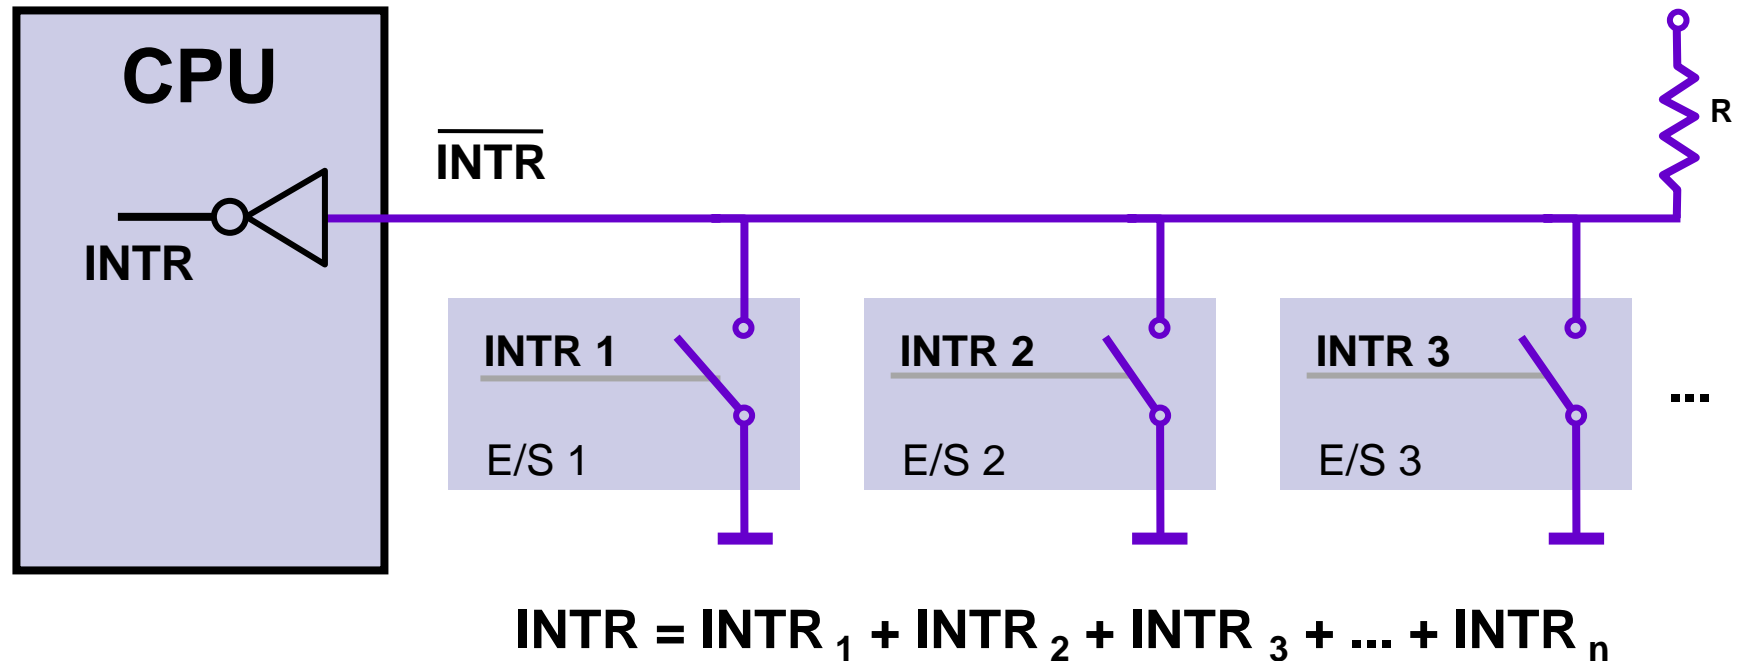 CPU
R
INTR
INTR
INTR 1
INTR 2
INTR 3
...
E/S 1
E/S 2
E/S 3
INTR = INTR 1 + INTR 2 + INTR 3 + ... + INTR n